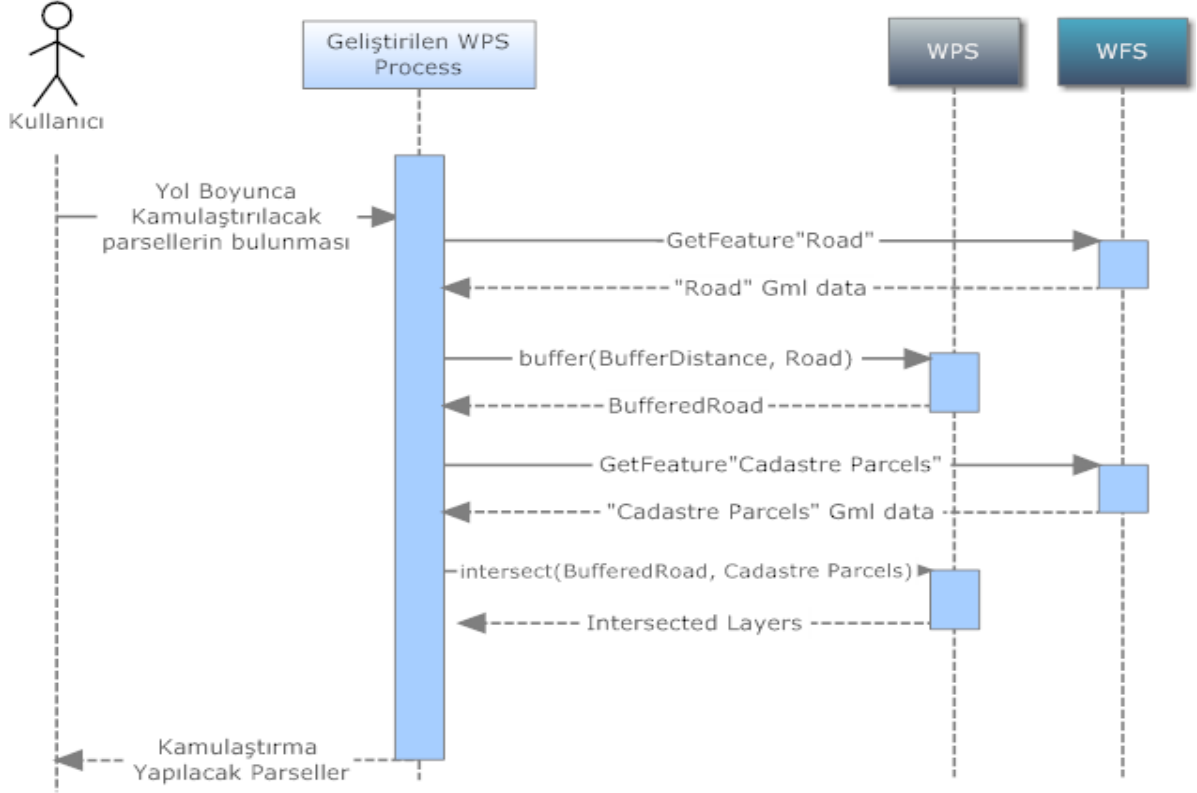 Geliştirilen WPS
Process
WPS
WFS
Kullanıcı
Yol Boyunca
Kamulaştırılacak
parsellerin bulunması
GetFeature"Road"
"Road" Gml data
buffer(BufferDistance, Road)
BufferedRoad
GetFeature"Cadastre Parcels"
"Cadastre Parcels" Gml data
intersect(BufferedRoad, Cadastre Parcels)
Intersected Layers
Kamulaştırma
Yapılacak Parseller